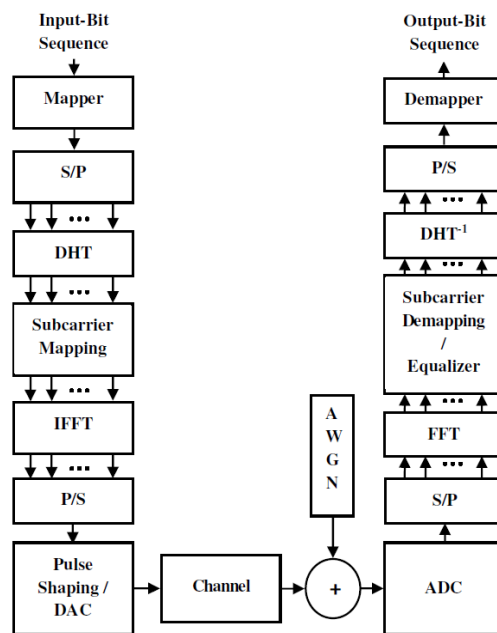 Input-Bit
Sequence
Mapper
S/P
...
DHT
...
Subcarrier
Mapping
...
IFFT
...
P/S
Pulse
Shaping /
DAC
Channel
A
W
G
N
+
ADC
S/P
...
FFT
...
Subcarrier
Demapping
/
Equalizer
...
DHT⁻¹
...
P/S
Demapper
Output-Bit
Sequence